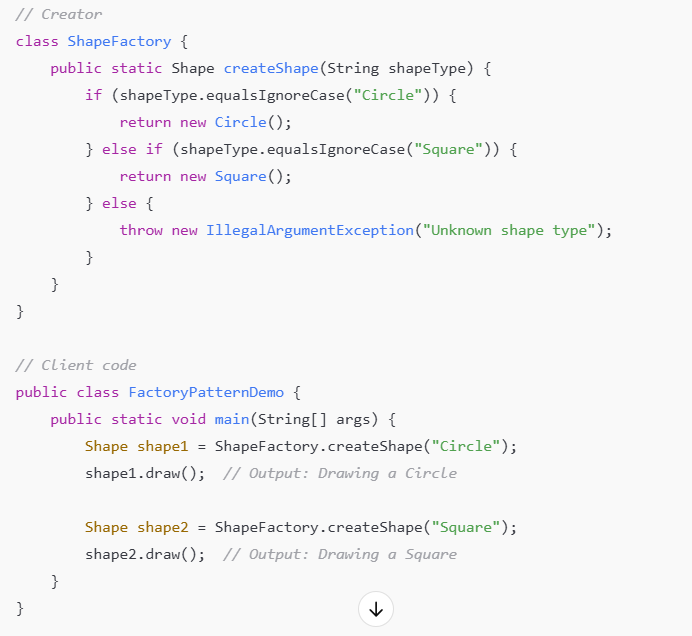 // Creator
class ShapeFactory {
    public static Shape createShape(String shapeType) {
        if (shapeType.equalsIgnoreCase("Circle")) {
            return new Circle();
        } else if (shapeType.equalsIgnoreCase("Square")) {
            return new Square();
        } else {
            throw new IllegalArgumentException("Unknown shape type");
        }
    }
}

// Client code
public class FactoryPatternDemo {
    public static void main(String[] args) {
        Shape shape1 = ShapeFactory.createShape("Circle");
        shape1.draw();  // Output: Drawing a Circle

        Shape shape2 = ShapeFactory.createShape("Square");
        shape2.draw();  // Output: Drawing a Square
    }
}